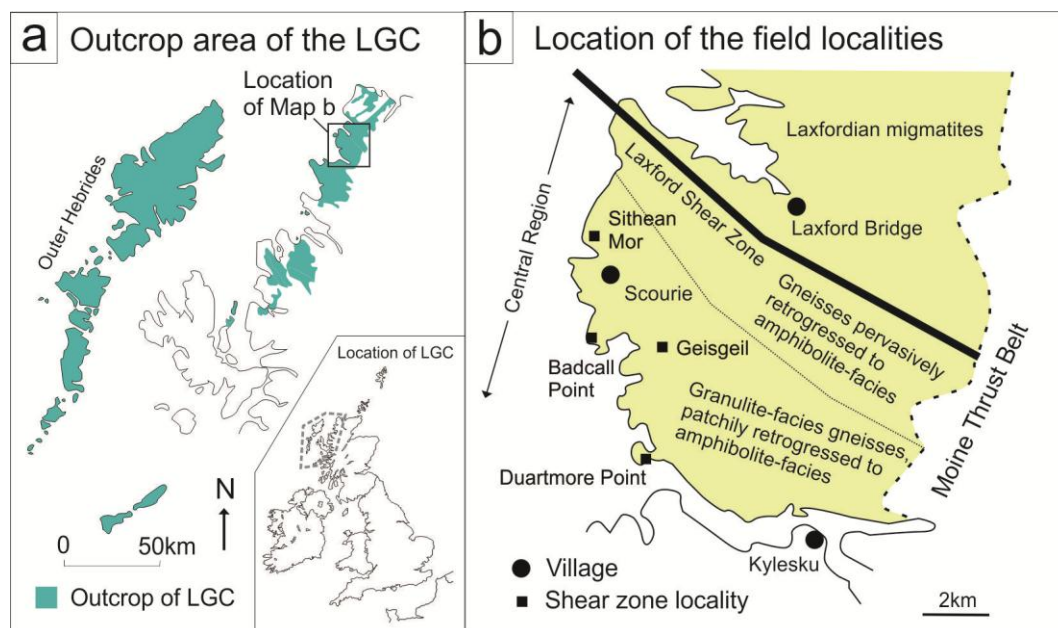 a Outcrop area of the LGC
Location
of Map b
Outer Hebrides
Location of LGC
N
0 50km
Outcrop of LGC
b Location of the field localities
Central Region
Laxfordian migmatites
Laxford Shear Zone
Laxford Bridge
Sithean
Mor
Scourie
Gneisses pervasively
retrogressed to
amphibolite-facies
Badcall
Point
Geisgeil
Granulite-facies gneisses,
patchily retrogressed to
amphibolite-facies
Moine Thrust Belt
Duartmore Point
Kylesku
Village
Shear zone locality
2km